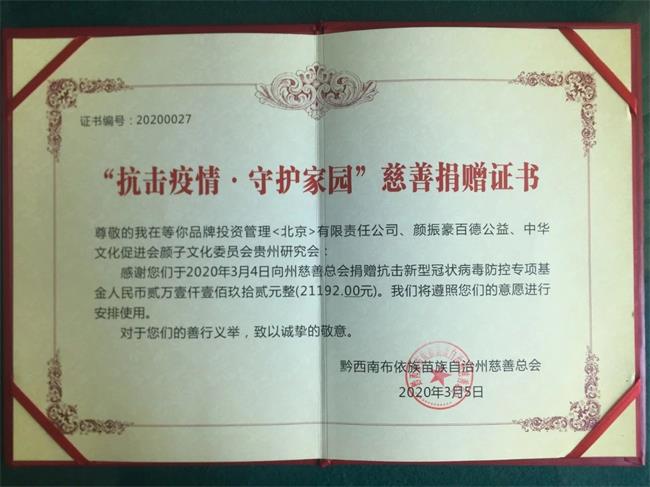 证书编号：20200027
“抗击疫情·守护家园”慈善捐赠证书
尊敬的我在等你品牌投资管理<北京>有限责任公司、颜振豪百德公益、中华
文化促进会颜子文化委员会贵州研究会：
感谢您们于2020年3月4日向州慈善总会捐赠抗击新型冠状病毒防控专项基
金人民币贰万壹仟壹佰玖拾贰元整(21192.00元)。我们将遵照您们的意愿进行
安排使用。
对于您们的善行义举，致以诚挚的敬意。
黔西南布依族苗族自治州慈善总会
2020年3月5日